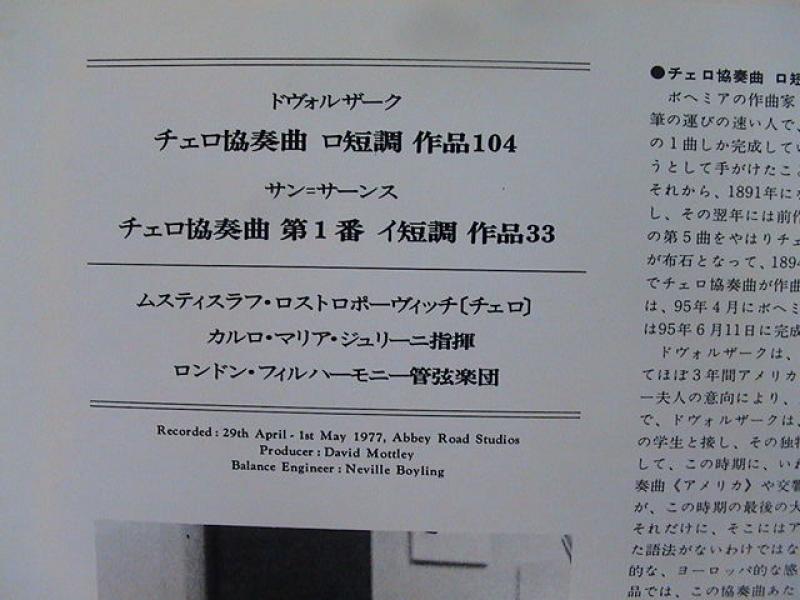 ドヴォルザーク
チェロ協奏曲 ロ短調 作品104
サン=サーンス
チェロ協奏曲 第1番 イ短調 作品33
ムスティスラフ・ロストロポーヴィッチ〔チェロ〕
カルロ・マリア・ジュリーニ指揮
ロンドン・フィルハーモニー管弦楽団
Recorded : 29th April - 1st May 1977, Abbey Road Studios
Producer : David Mottley
Balance Engineer : Neville Boyling
●チェロ協奏曲 ロ短
ボヘミアの作曲家
筆の運びの速い人で、
の1曲しか完成してい
うとして手がけたこ
それから、1891年に
し、その翌年には前作
の第5曲をやはりチェ
が布石となって、1894
でチェロ協奏曲が作曲
は、95年4月にボヘミ
は95年6月11日に完成
ドヴォルザークは、
てほぼ3年間アメリカ
ー夫人の意向により、
で、ドヴォルザークは、
の学生と接し、その独特
して、この時期に、いれ
奏曲《アメリカ》や交響
が、この時期の最後の大
それだけに、そこにはア
た語法がないわけではな
的な、ヨーロッパ的な感
品では、この協奏曲あた